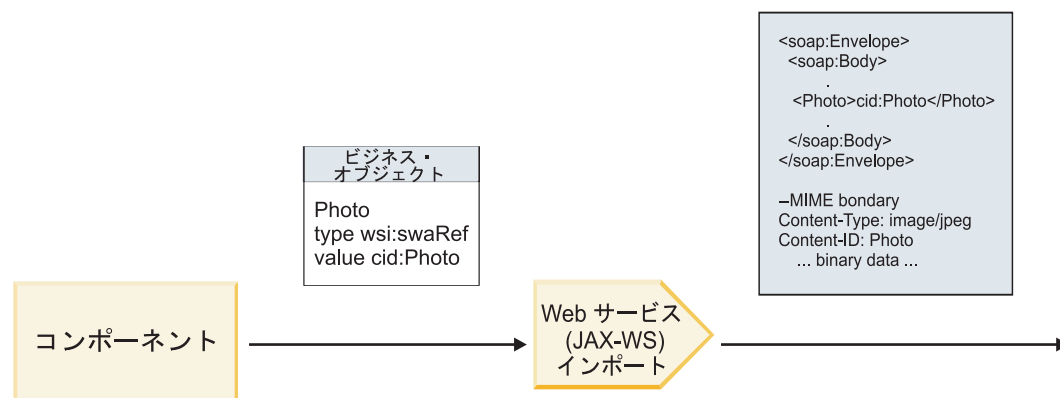 コンポーネント
ビジネス・
オブジェクト
Photo
type wsi:swaRef
value cid:Photo
Web サービス
(JAX-WS)
インポート
<soap:Envelope>
<soap:Body>
.
<Photo>cid:Photo</Photo>
.
</soap:Body>
</soap:Envelope>
–MIME bondary
Content-Type: image/jpeg
Content-ID: Photo
... binary data ...